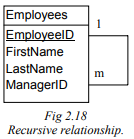 Employees
1
EmployeeID
FirstName
LastName
m
ManagerID
Fig 2.18
Recursive relationship.